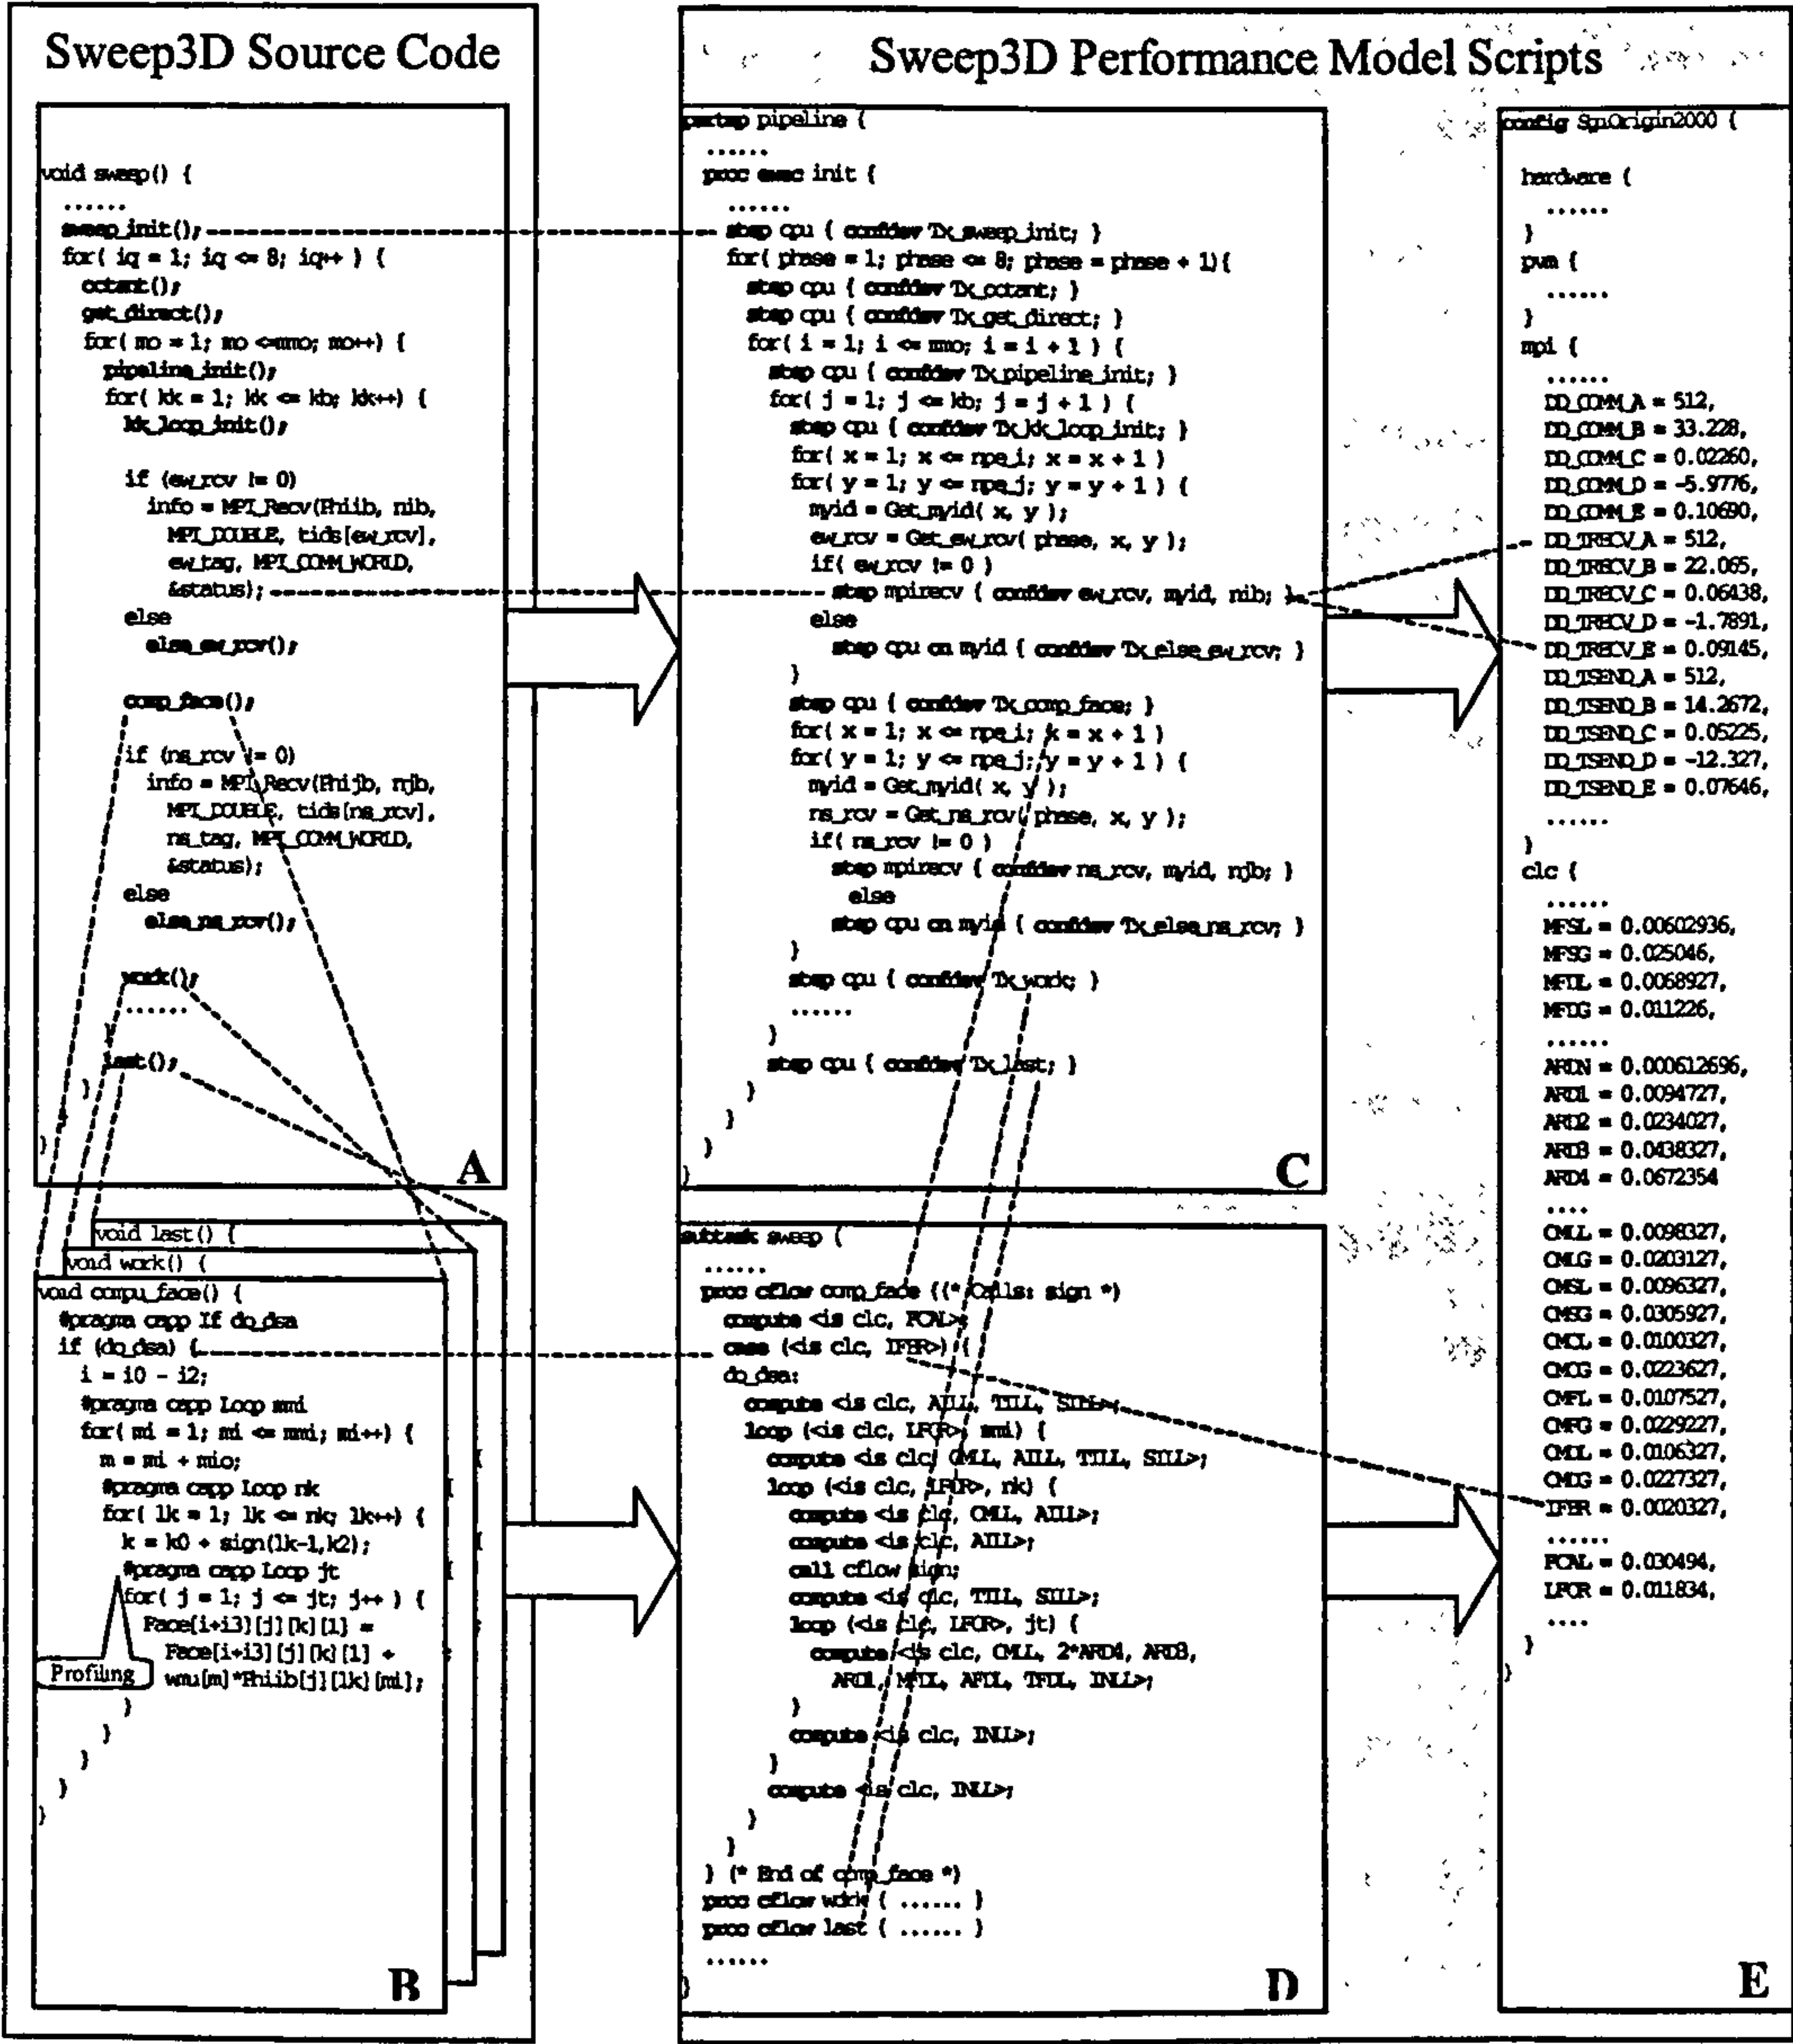 Sweep3D Source Code
void sweep() {
......
sweep_init();
for( iq = 1; iq <= 8; iq++ ) {
octant();
get_direct();
for( mo = 1; mo <=mmo; mo++) {
pipeline_init();
for( kk = 1; kk <= kb; kk++) {
kk_loop_init();
if (ew_rcv != 0)
info = MPI_Recv(Phiib, nib,
MPI_DOUBLE, tids[ew_rcv],
ew_tag, MPI_COMM_WORLD,
&status);
else
else_ew_rcv();
comp_face();
if (ns_rcv != 0)
info = MPI_Recv(Phijb, njb,
MPI_DOUBLE, tids[ns_rcv],
ns_tag, MPI_COMM_WORLD,
&status);
else
else_ns_rcv();
work();
......
}
last();
}
}
A
void last() {
void work() {
void compu_face() {
#pragma capp If do_dsa
if (do_dsa) {
i = i0 - i2;
#pragma capp Loop mmi
for( mi = 1; mi <= mmi; mi++) {
m = mi + mio;
#pragma capp Loop nk
for( lk = 1; lk <= nk; lk++) {
k = k0 + sign(lk-1,k2);
#pragma capp Loop jt
for( j = 1; j <= jt; j++ ) {
Face[i+i3][j][k][1] =
Face[i+i3][j][k][1] +
wmu[m]*Phiib[j][lk][mi];
Profiling
}
}
}
}
}
B
Sweep3D Performance Model Scripts
partmp pipeline {
......
proc exec init {
......
step cpu { confdev Tx_sweep_init; }
for( phase = 1; phase <= 8; phase = phase + 1){
step cpu { confdev Tx_octant; }
step cpu { confdev Tx_get_direct; }
for( i = 1; i <= mmo; i = i + 1 ) {
step cpu { confdev Tx_pipeline_init; }
for( j = 1; j <= kb; j = j + 1 ) {
step cpu { confdev Tx_kk_loop_init; }
for( x = 1; x <= npe_i; x = x + 1 )
for( y = 1; y <= npe_j; y = y + 1 ) {
myid = Get_myid( x, y );
ew_rcv = Get_ew_rcv( phase, x, y );
if( ew_rcv != 0 )
step mpirecv { confdev ew_rcv, myid, nib; }
else
step cpu on myid { confdev Tx_else_ew_rcv; }
}
step cpu { confdev Tx_comp_face; }
for( x = 1; x <= npe_i; x = x + 1 )
for( y = 1; y <= npe_j; y = y + 1 ) {
myid = Get_myid( x, y );
ns_rcv = Get_ns_rcv( phase, x, y );
if( ns_rcv != 0 )
step mpirecv { confdev ns_rcv, myid, njb; }
else
step cpu on myid { confdev Tx_else_ns_rcv; }
}
step cpu { confdev Tx_work; }
......
}
step cpu { confdev Tx_last; }
}
}
}
}
C
subtask sweep {
......
proc cflow comp_face {(* Calls: sign *)
compute <is clc, FCAL>;
case (<is clc, IFBR>) {
do_dsa:
compute <is clc, AILL, TILL, SILL>;
loop (<is clc, LFOR>, mmi) {
compute <is clc, CMLL, AILL, TILL, SILL>;
loop (<is clc, LFOR>, nk) {
compute <is clc, CMLL, AILL>;
compute <is clc, AILL>;
call cflow sign;
compute <is clc, TILL, SILL>;
loop (<is clc, LFOR>, jt) {
compute <is clc, CMLL, 2*ARD4, ARD3,
ARD1, MFDL, AFDL, TFDL, INLL>;
}
compute <is clc, INLL>;
}
compute <is clc, INLL>;
}
}
} (* End of comp_face *)
proc cflow work { ...... }
proc cflow last { ...... }
......
}
D
config SgiOrigin2000 {
hardware {
......
}
pvm {
......
}
mpi {
......
DD_COMM_A = 512,
DD_COMM_B = 33.228,
DD_COMM_C = 0.02260,
DD_COMM_D = -5.9776,
DD_COMM_E = 0.10690,
DD_TRECV_A = 512,
DD_TRECV_B = 22.065,
DD_TRECV_C = 0.06438,
DD_TRECV_D = -1.7891,
DD_TRECV_E = 0.09145,
DD_TSEND_A = 512,
DD_TSEND_B = 14.2672,
DD_TSEND_C = 0.05225,
DD_TSEND_D = -12.327,
DD_TSEND_E = 0.07646,
......
}
clc {
......
MFSL = 0.00602936,
MFSG = 0.025046,
MFDL = 0.0068927,
MFDG = 0.011226,
......
ARDN = 0.000612696,
ARD1 = 0.0094727,
ARD2 = 0.0234027,
ARD3 = 0.0438327,
ARD4 = 0.0672354
....
CMLL = 0.0098327,
CMLG = 0.0203127,
CMSL = 0.0096327,
CMSG = 0.0305927,
CMCL = 0.0100327,
CMCG = 0.0223627,
CMFL = 0.0107527,
CMFG = 0.0229227,
CMDL = 0.0106327,
CMDG = 0.0227327,
IFBR = 0.0020327,
......
FCAL = 0.030494,
LFOR = 0.011834,
....
}
}
E